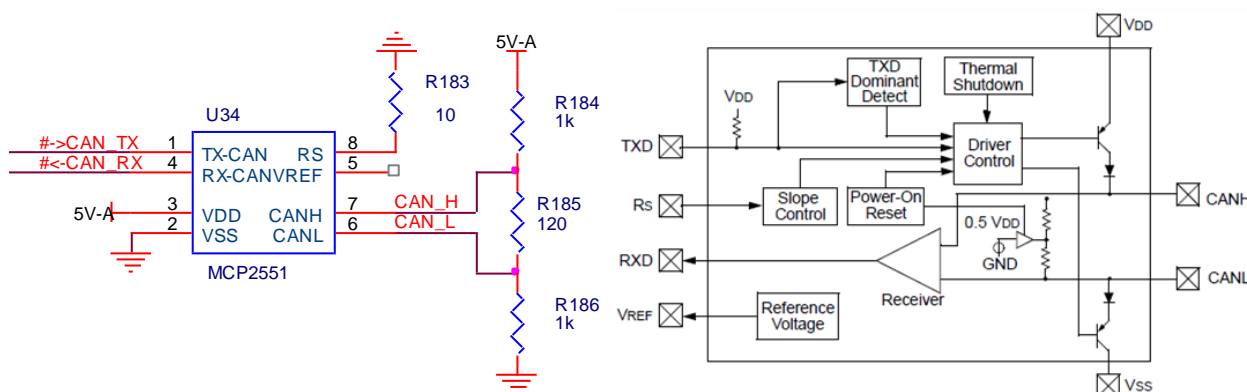 5V-A
R183
10
R184
1k
U34
#->CAN_TX
1
TX-CAN
RS
8
#<-CAN_RX
4
RX-CAN
VREF
5
5V-A
3
VDD
CANH
7
CAN_H
R185
120
2
VSS
CANL
6
CAN_L
MCP2551
R186
1k
VDD
TXD
Dominant
Detect
Thermal
Shutdown
VDD
TXD
Driver
Control
RS
Slope
Control
Power-On
Reset
0.5 VDD
GND
CANH
RXD
Receiver
CANL
VREF
Reference
Voltage
VSS